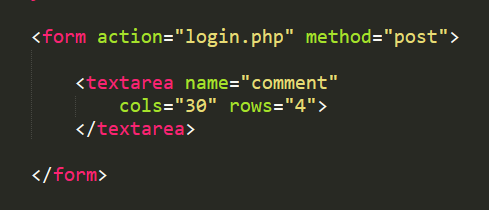 <form action="login.php" method="post">
<textarea name="comment"
cols="30" rows="4">
</textarea>
</form>